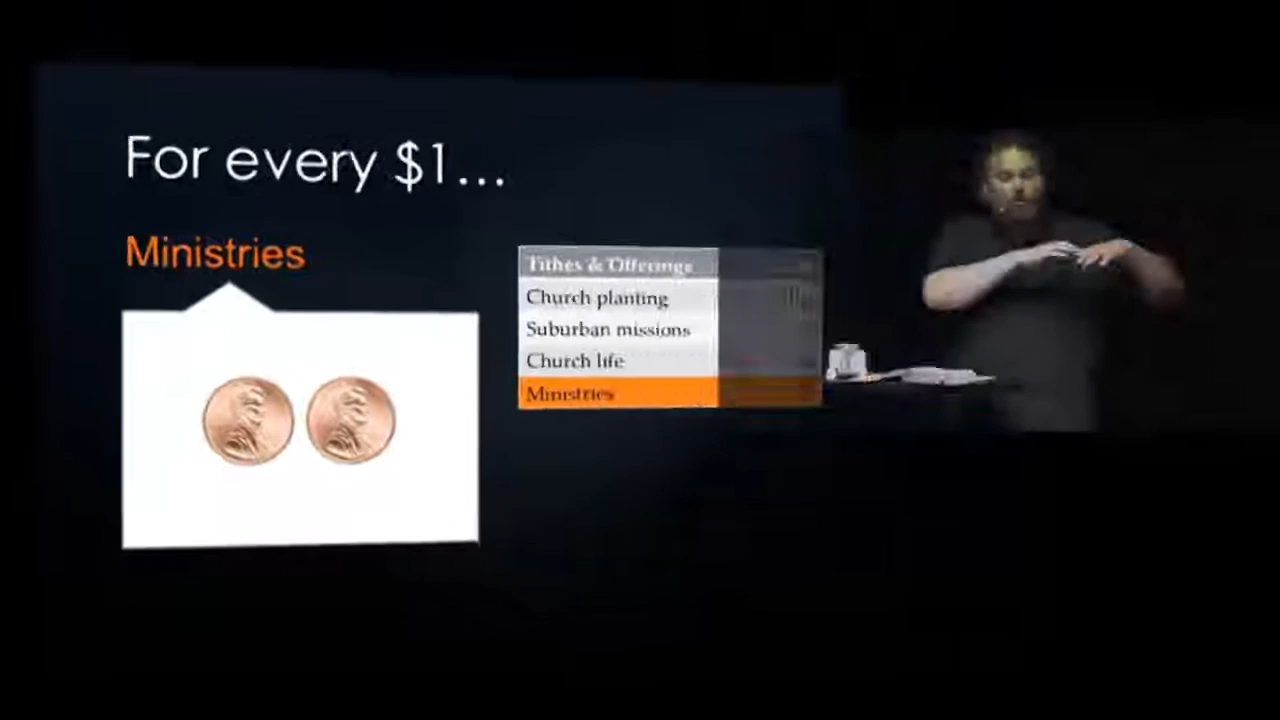 For every $1...
Ministries
Tithes & Offerings
Church planting
Suburban missions
Church life
Ministries